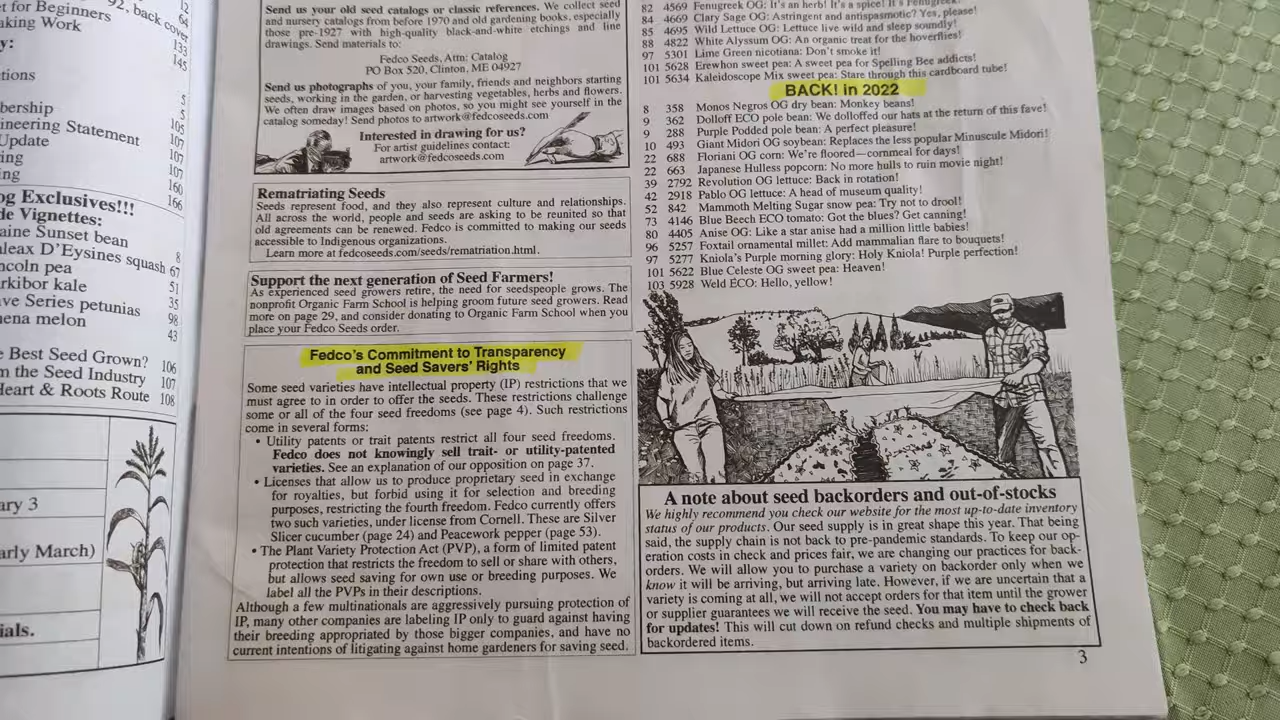 12
et for Beginners 92, back cover
aking Work 64
y: 133
145
tions
5
bership 5
ineering Statement 105
Update 107
ing 107
ing 107
160
166
og Exclusives!!!
de Vignettes:
aine Sunset bean 8
uleax D'Eysines squash 67
ncoln pea 51
rkibor kale 35
ave Series petunias 98
nena melon 43
e Best Seed Grown? 106
m the Seed Industry 107
Heart & Roots Route 108
ary 3
arly March)
ials.
Send us your old seed catalogs or classic references. We collect seed
and nursery catalogs from before 1970 and old gardening books, especially
those pre-1927 with high-quality black-and-white etchings and line
drawings. Send materials to:
Fedco Seeds, Attn: Catalog
PO Box 520, Clinton, ME 04927
Send us photographs of you, your family, friends and neighbors starting
seeds, working in the garden, or harvesting vegetables, herbs and flowers.
We often draw images based on photos, so you might see yourself in the
catalog someday! Send photos to artwork@fedcoseeds.com
Interested in drawing for us?
For artist guidelines contact:
artwork@fedcoseeds.com
Rematriating Seeds
Seeds represent food, and they also represent culture and relationships.
All across the world, people and seeds are asking to be reunited so that
old agreements can be renewed. Fedco is committed to making our seeds
accessible to Indigenous organizations.
Learn more at fedcoseeds.com/seeds/rematriation.html.
Support the next generation of Seed Farmers!
As experienced seed growers retire, the need for seedspeople grows. The
nonprofit Organic Farm School is helping groom future seed growers. Read
more on page 29, and consider donating to Organic Farm School when you
place your Fedco Seeds order.
Fedco's Commitment to Transparency
and Seed Savers' Rights
Some seed varieties have intellectual property (IP) restrictions that we
must agree to in order to offer the seeds. These restrictions challenge
some or all of the four seed freedoms (see page 4). Such restrictions
come in several forms:
• Utility patents or trait patents restrict all four seed freedoms.
Fedco does not knowingly sell trait- or utility-patented
varieties. See an explanation of our opposition on page 37.
• Licenses that allow us to produce proprietary seed in exchange
for royalties, but forbid using it for selection and breeding
purposes, restricting the fourth freedom. Fedco currently offers
two such varieties, under license from Cornell. These are Silver
Slicer cucumber (page 24) and Peacework pepper (page 53).
• The Plant Variety Protection Act (PVP), a form of limited patent
protection that restricts the freedom to sell or share with others,
but allows seed saving for own use or breeding purposes. We
label all the PVPs in their descriptions.
Although a few multinationals are aggressively pursuing protection of
IP, many other companies are labeling IP only to guard against having
their breeding appropriated by those bigger companies, and have no
current intentions of litigating against home gardeners for saving seed.
82 4569 Fenugreek OG: It's an herb! It's a spice! It's Fenugreek!
84 4669 Clary Sage OG: Astringent and antispasmotic? Yes, please!
85 4695 Wild Lettuce OG: Lettuce live wild and sleep soundly!
88 4822 White Alyssum OG: An organic treat for the hoverflies!
97 5301 Lime Green nicotiana: Don't smoke it!
101 5628 Erewhon sweet pea: A sweet pea for Spelling Bee addicts!
101 5634 Kaleidoscope Mix sweet pea: Stare through this cardboard tube!
BACK! in 2022
8 358 Monos Negros OG dry bean: Monkey beans!
9 362 Dolloff ECO pole bean: We dolloffed our hats at the return of this fave!
9 288 Purple Podded pole bean: A perfect pleasure!
10 493 Giant Midori OG soybean: Replaces the less popular Minuscule Midori!
22 688 Floriani OG corn: We're floored—cornmeal for days!
22 663 Japanese Hulless popcorn: No more hulls to ruin movie night!
39 2792 Revolution OG lettuce: Back in rotation!
42 2918 Pablo OG lettuce: A head of museum quality!
52 842 Mammoth Melting Sugar snow pea: Try not to drool!
73 4146 Blue Beech ECO tomato: Got the blues? Get canning!
80 4405 Anise OG: Like a star anise had a million little babies!
96 5257 Foxtail ornamental millet: Add mammalian flare to bouquets!
97 5277 Kniola's Purple morning glory: Holy Kniola! Purple perfection!
101 5622 Blue Celeste OG sweet pea: Heaven!
103 5928 Weld ECO: Hello, yellow!
A note about seed backorders and out-of-stocks
We highly recommend you check our website for the most up-to-date inventory
status of our products. Our seed supply is in great shape this year. That being
said, the supply chain is not back to pre-pandemic standards. To keep our op-
eration costs in check and prices fair, we are changing our practices for back-
orders. We will allow you to purchase a variety on backorder only when we
know it will be arriving, but arriving late. However, if we are uncertain that a
variety is coming at all, we will not accept orders for that item until the grower
or supplier guarantees we will receive the seed. You may have to check back
for updates! This will cut down on refund checks and multiple shipments of
backordered items.
3